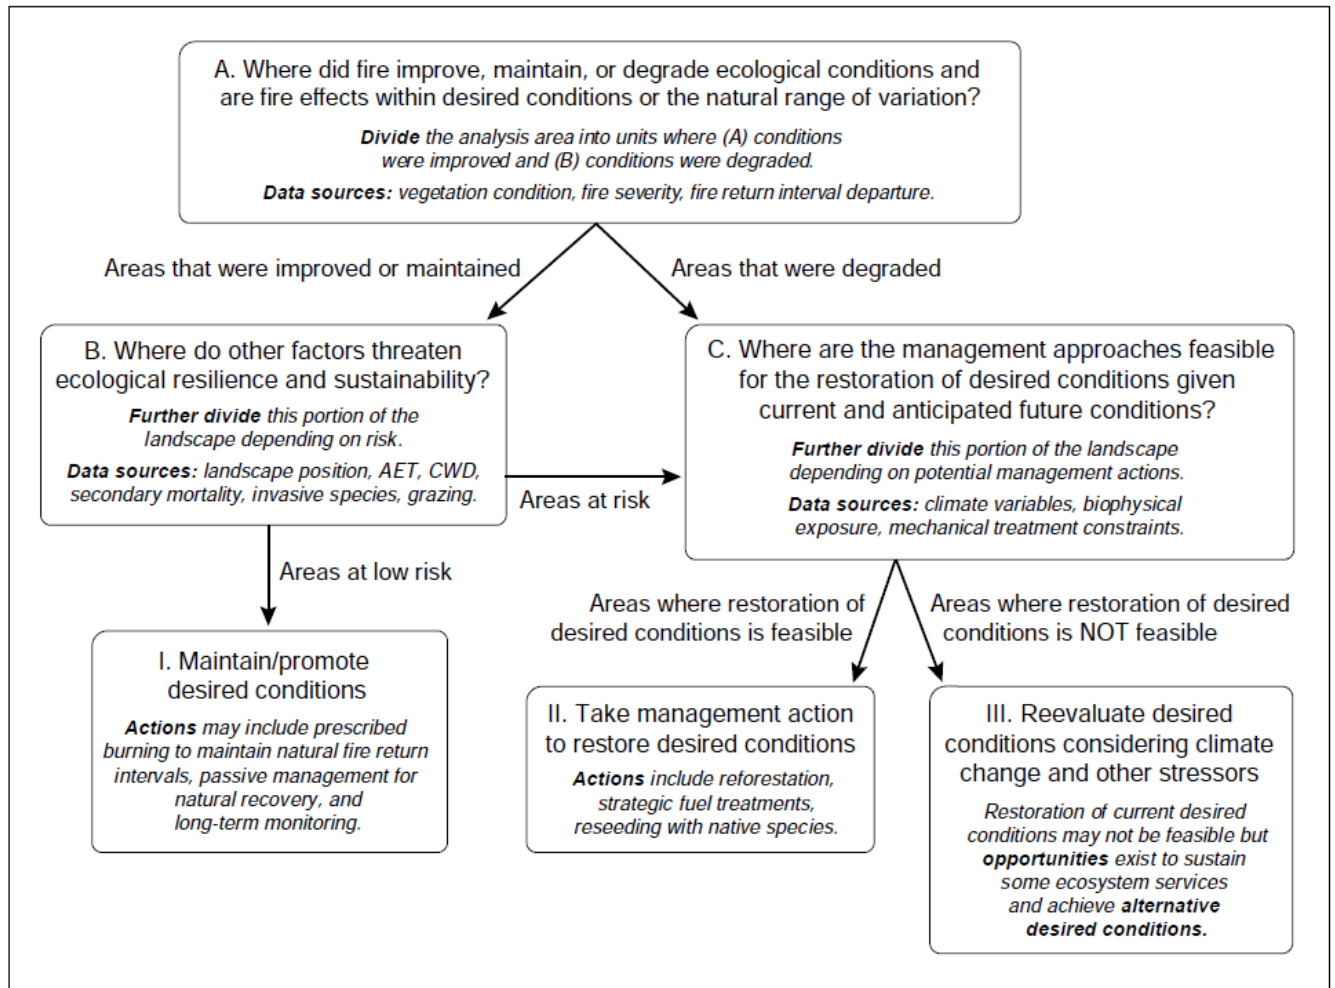 A. Where did fire improve, maintain, or degrade ecological conditions and
are fire effects within desired conditions or the natural range of variation?
Divide the analysis area into units where (A) conditions
were improved and (B) conditions were degraded.
Data sources: vegetation condition, fire severity, fire return interval departure.
Areas that were improved or maintained
Areas that were degraded
B. Where do other factors threaten
ecological resilience and sustainability?
Further divide this portion of the
landscape depending on risk.
Data sources: landscape position, AET, CWD,
secondary mortality, invasive species, grazing.
Areas at risk
C. Where are the management approaches feasible
for the restoration of desired conditions given
current and anticipated future conditions?
Further divide this portion of the landscape
depending on potential management actions.
Data sources: climate variables, biophysical
exposure, mechanical treatment constraints.
Areas at low risk
Areas where restoration of
desired conditions is feasible
Areas where restoration of desired
conditions is NOT feasible
I. Maintain/promote
desired conditions
Actions may include prescribed
burning to maintain natural fire return
intervals, passive management for
natural recovery, and
long-term monitoring.
II. Take management action
to restore desired conditions
Actions include reforestation,
strategic fuel treatments,
reseeding with native species.
III. Reevaluate desired
conditions considering climate
change and other stressors
Restoration of current desired
conditions may not be feasible but
opportunities exist to sustain
some ecosystem services
and achieve alternative
desired conditions.